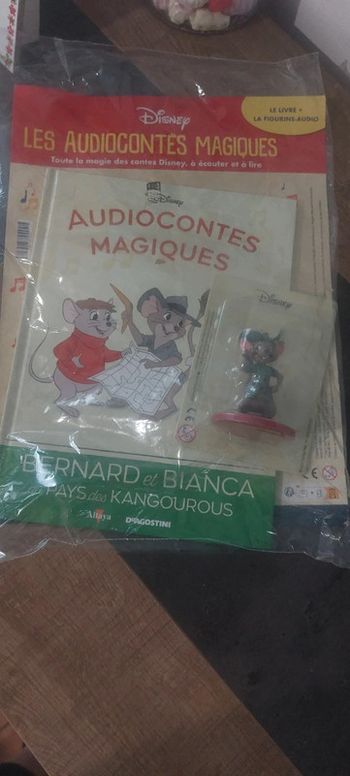 Disney
LE LIVRE +
LA FIGURINE-AUDIO
LES AUDIOCONTES MAGIQUES
Toute la magie des contes Disney, à écouter et à lire
Disney
AUDIOCONTES
MAGIQUES
Disney
BERNARD et BIANCA
PAYS des KANGOUROUS
Altaya
DeAGOSTINI